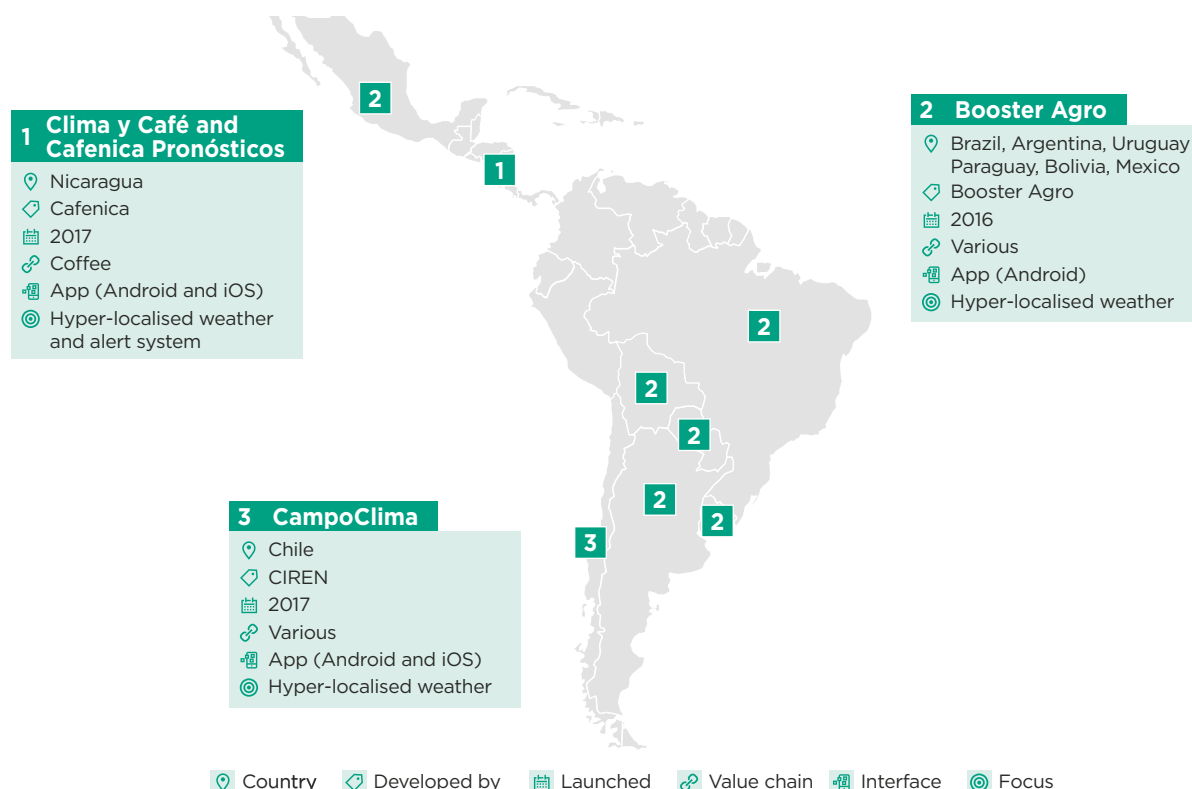 1 Clima y Café and
Cafenica Pronósticos
Nicaragua
Cafenica
2017
Coffee
App (Android and iOS)
Hyper-localised weather
and alert system
2 Booster Agro
Brazil, Argentina, Uruguay
Paraguay, Bolivia, Mexico
Booster Agro
2016
Various
App (Android)
Hyper-localised weather
3 CampoClima
Chile
CIREN
2017
Various
App (Android and iOS)
Hyper-localised weather
2
1
2
2
2
2
2
3
Country Developed by Launched Value chain Interface Focus